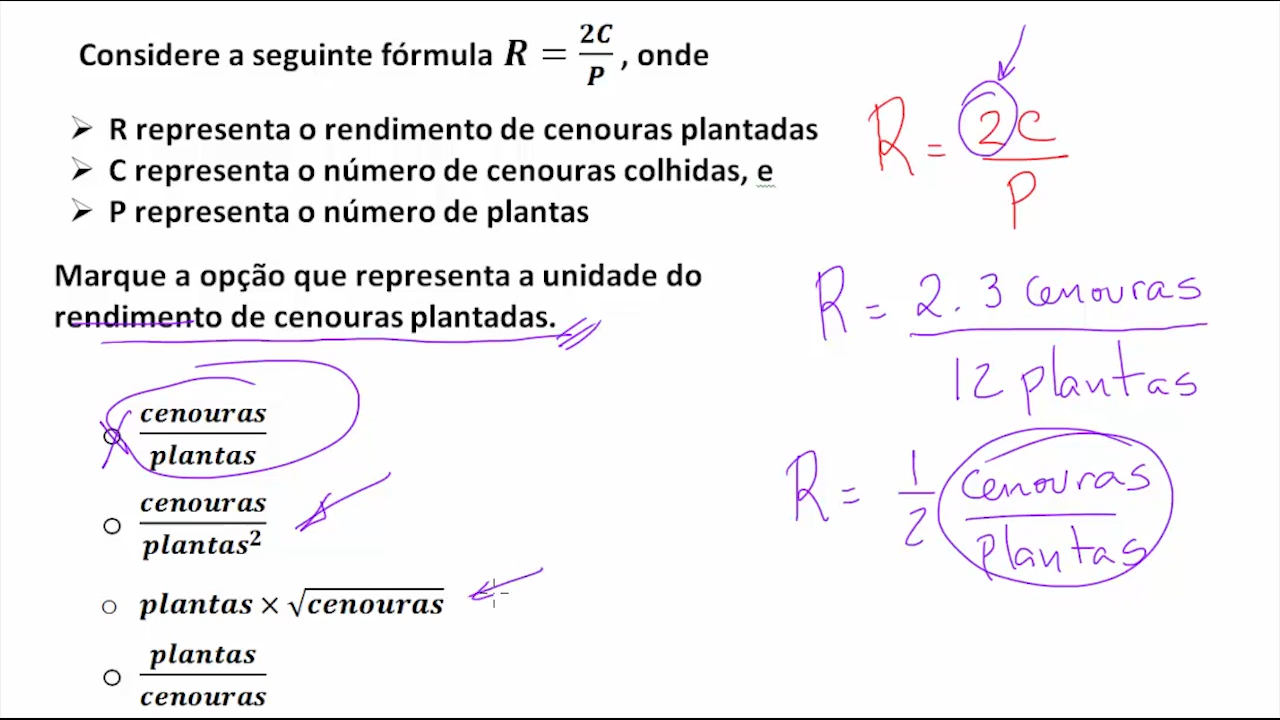 Considere a seguinte fórmula R = 2C/P, onde
➢ R representa o rendimento de cenouras plantadas
➢ C representa o número de cenouras colhidas, e
➢ P representa o número de plantas
Marque a opção que representa a unidade do
rendimento de cenouras plantadas.
cenouras
plantas
cenouras
plantas²
plantas × √cenouras
plantas
cenouras
R = 2C
P
R = 2 . 3 cenouras
12 plantas
R = 1/2 cenouras
plantas